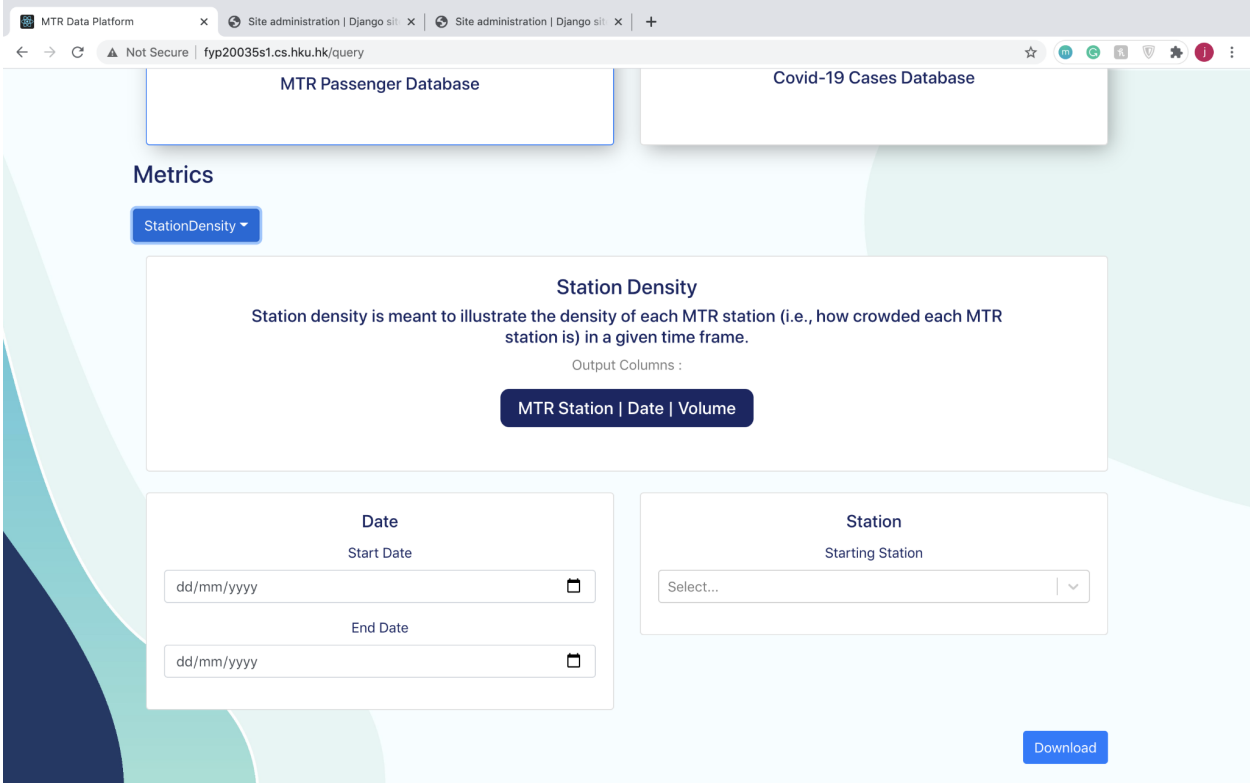 MTR Data Platform
Site administration | Django sit
Site administration | Django sit
Not Secure | fyp20035s1.cs.hku.hk/query
MTR Passenger Database
Covid-19 Cases Database
Metrics
StationDensity
Station Density
Station density is meant to illustrate the density of each MTR station (i.e., how crowded each MTR
station is) in a given time frame.
Output Columns :
MTR Station | Date | Volume
Date
Start Date
dd/mm/yyyy
End Date
dd/mm/yyyy
Station
Starting Station
Select...
Download